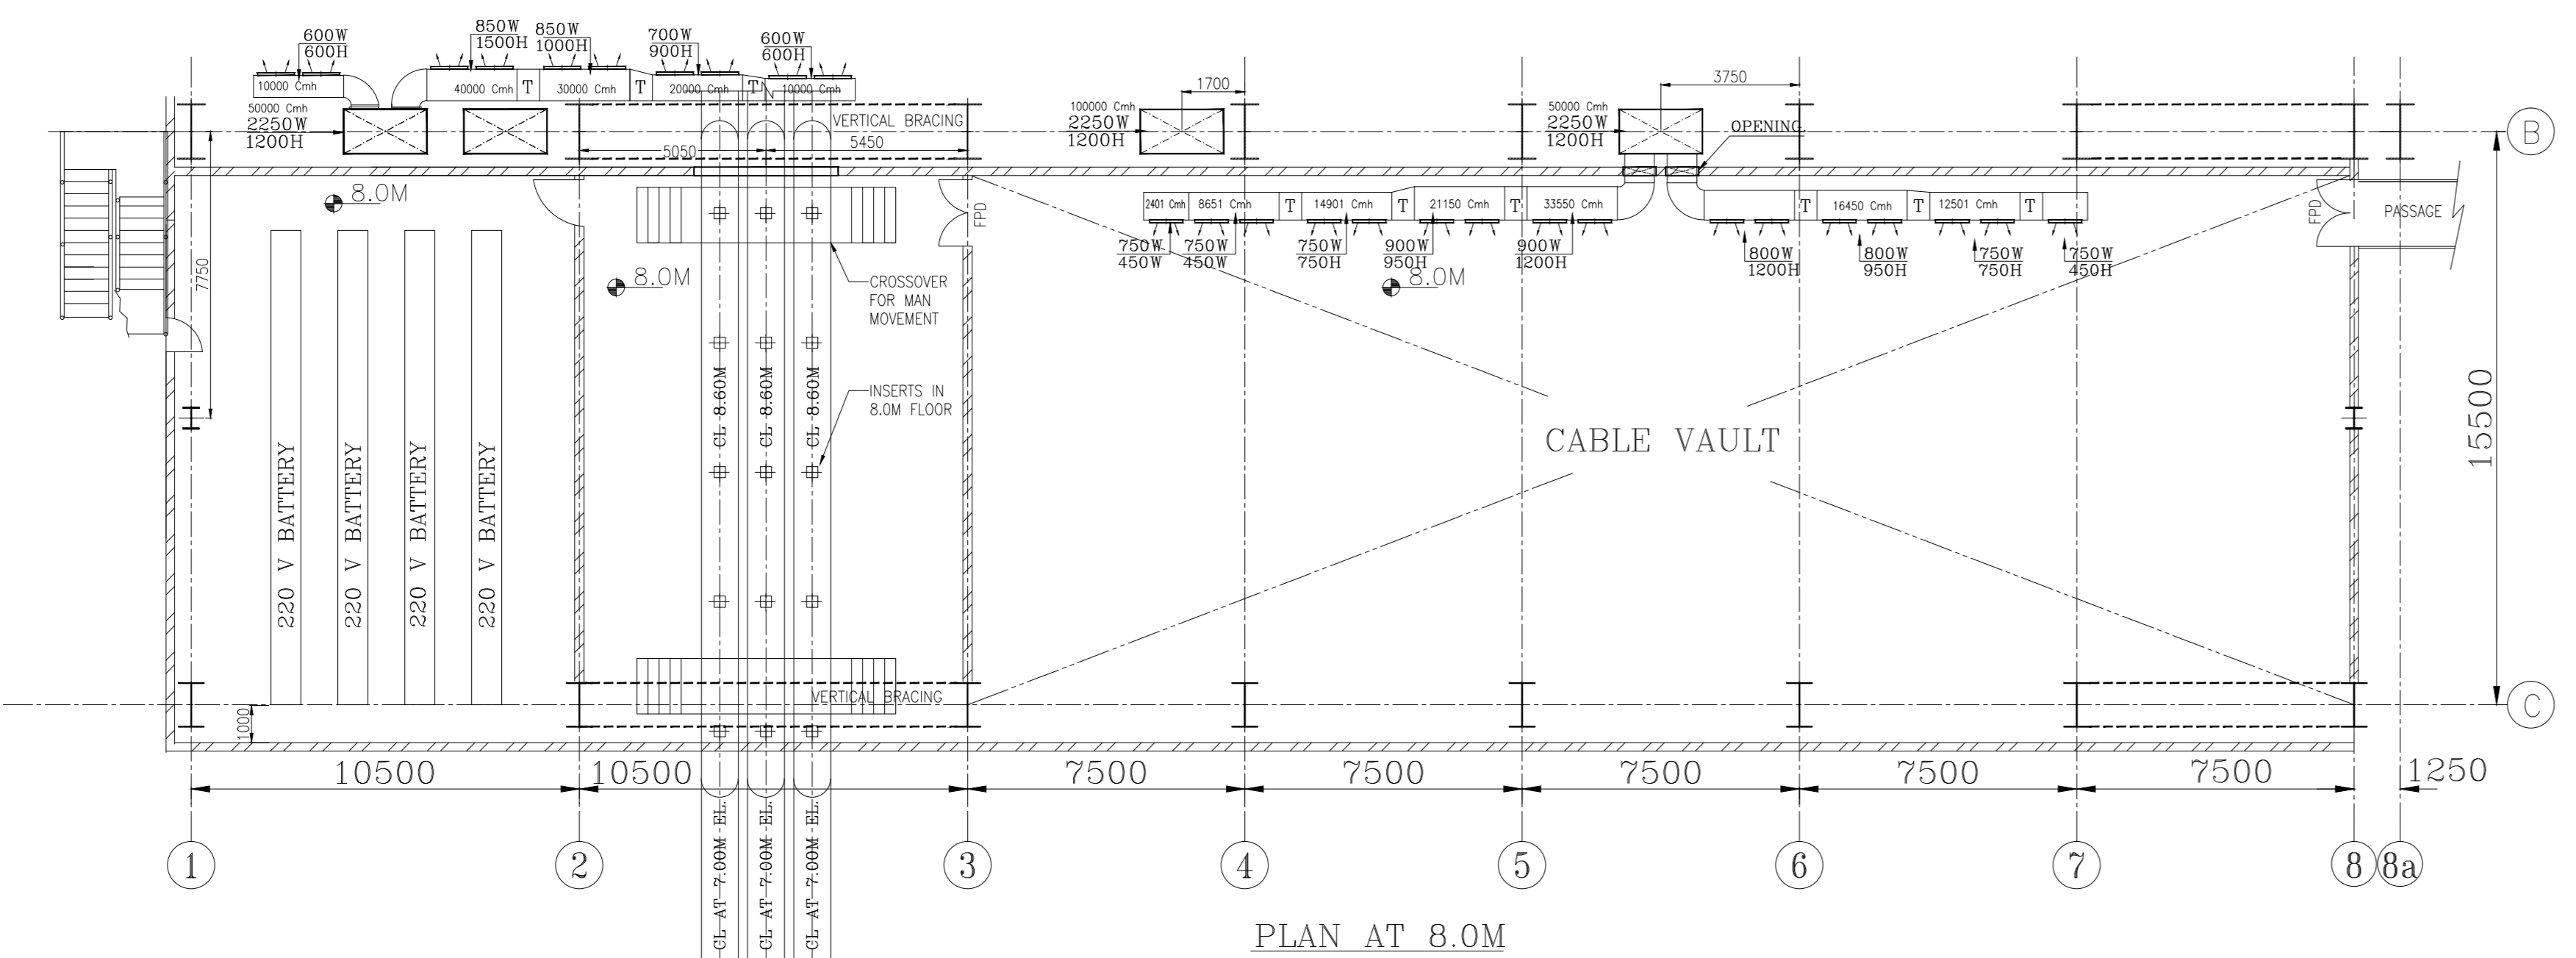 600W
600H
850W
1500H
850W
1000H
700W
900H
600W
600H
10000 Cmh
40000 Cmh
T
30000 Cmh
T
20000 Cmh
T
10000 Cmh
50000 Cmh
2250W
1200H
VERTICAL BRACING
5050
5450
1700
100000 Cmh
2250W
1200H
3750
50000 Cmh
2250W
1200H
OPENING
B
8.0M
7750
FPD
2401 Cmh
8651 Cmh
T
14901 Cmh
T
21150 Cmh
T
33550 Cmh
T
16450 Cmh
T
12501 Cmh
T
FPD
PASSAGE
750W
450W
750W
450W
750W
750H
900W
950H
900W
1200H
800W
1200H
800W
950H
750W
750H
750W
450H
8.0M
8.0M
CROSSOVER
FOR MAN
MOVEMENT
CL 8.60M
CL 8.60M
CL 8.60M
INSERTS IN
8.0M FLOOR
CABLE VAULT
15500
220 V BATTERY
220 V BATTERY
220 V BATTERY
220 V BATTERY
VERTICAL BRACING
1000
C
10500
10500
7500
7500
7500
7500
7500
1250
CL AT 7.00M EL.
CL AT 7.00M EL.
CL AT 7.00M EL.
1
2
3
4
5
6
7
8
8a
PLAN AT 8.0M